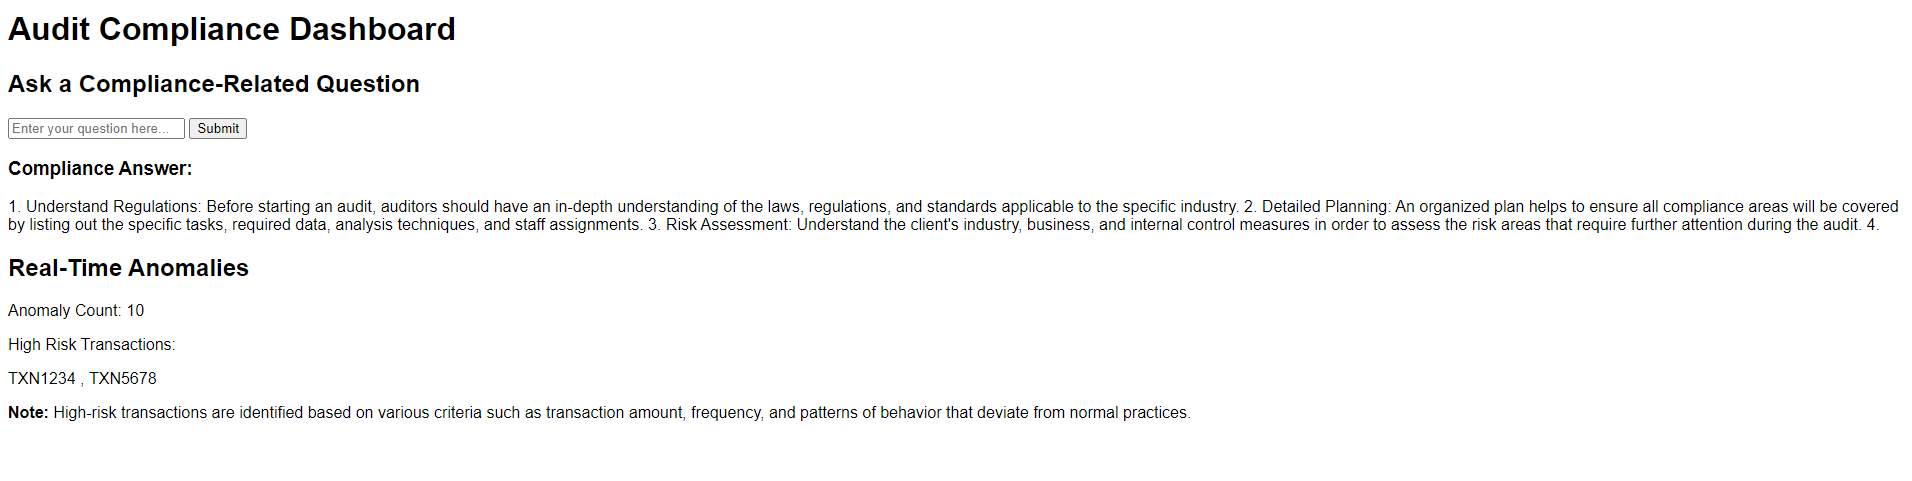 Audit Compliance Dashboard
Ask a Compliance-Related Question
Enter your question here... Submit
Compliance Answer:
1. Understand Regulations: Before starting an audit, auditors should have an in-depth understanding of the laws, regulations, and standards applicable to the specific industry. 2. Detailed Planning: An organized plan helps to ensure all compliance areas will be covered
by listing out the specific tasks, required data, analysis techniques, and staff assignments. 3. Risk Assessment: Understand the client's industry, business, and internal control measures in order to assess the risk areas that require further attention during the audit. 4.
Real-Time Anomalies
Anomaly Count: 10
High Risk Transactions:
TXN1234 , TXN5678
Note: High-risk transactions are identified based on various criteria such as transaction amount, frequency, and patterns of behavior that deviate from normal practices.